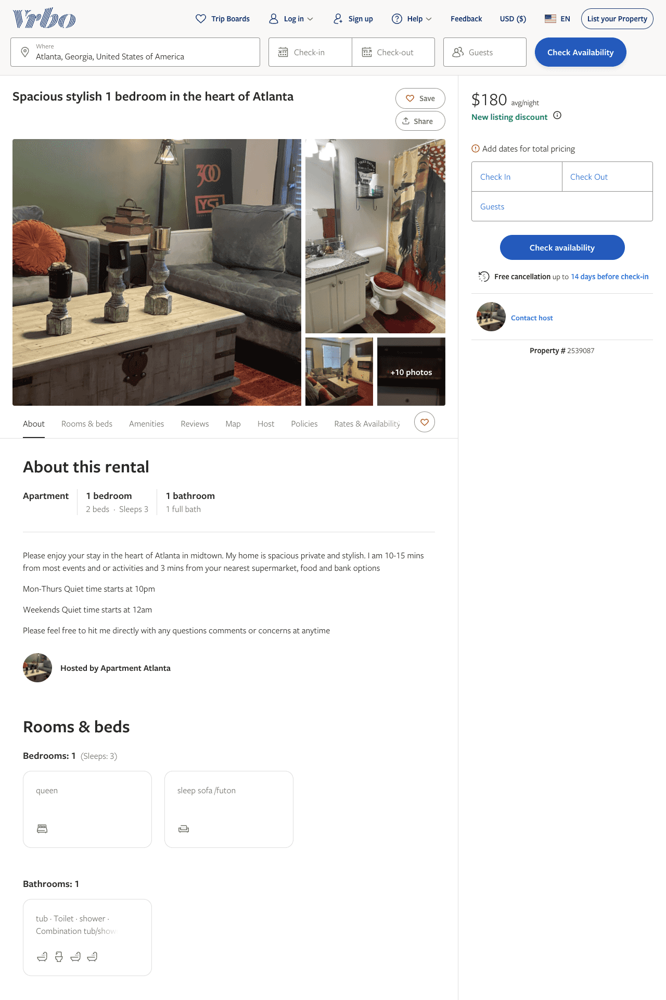 Vrbo
Trip Boards
Log in
Sign up
Help
Feedback
USD ($)
EN
List your Property
Where
Atlanta, Georgia, United States of America
Check-in
Check-out
Guests
Check Availability
Spacious stylish 1 bedroom in the heart of Atlanta
Save
Share
300
YSL
+10 photos
$180 avg/night
New listing discount
Add dates for total pricing
Check In
Check Out
Guests
Check availability
Free cancellation up to 14 days before check-in
Contact host
Property # 2539087
About
Rooms & beds
Amenities
Reviews
Map
Host
Policies
Rates & Availability
About this rental
Apartment
1 bedroom
2 beds · Sleeps 3
1 bathroom
1 full bath
Please enjoy your stay in the heart of Atlanta in midtown. My home is spacious private and stylish. I am 10-15 mins
from most events and or activities and 3 mins from your nearest supermarket, food and bank options
Mon-Thurs Quiet time starts at 10pm
Weekends Quiet time starts at 12am
Please feel free to hit me directly with any questions comments or concerns at anytime
Hosted by Apartment Atlanta
Rooms & beds
Bedrooms: 1 (Sleeps: 3)
queen
sleep sofa /futon
Bathrooms: 1
tub · Toilet · shower ·
Combination tub/show